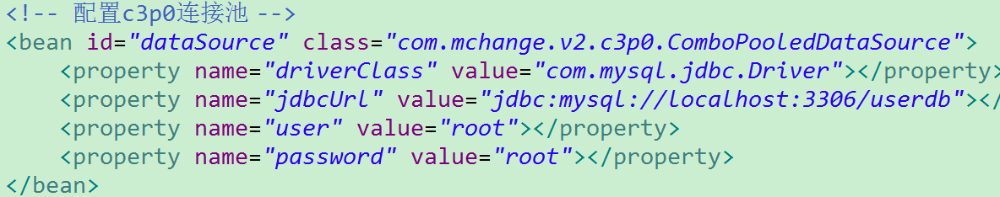 <!-- 配置c3p0连接池 -->
<bean id="dataSource" class="com.mchange.v2.c3p0.ComboPooledDataSource">
    <property name="driverClass" value="com.mysql.jdbc.Driver"></property>
    <property name="jdbcUrl" value="jdbc:mysql://localhost:3306/userdb"></
    <property name="user" value="root"></property>
    <property name="password" value="root"></property>
</bean>